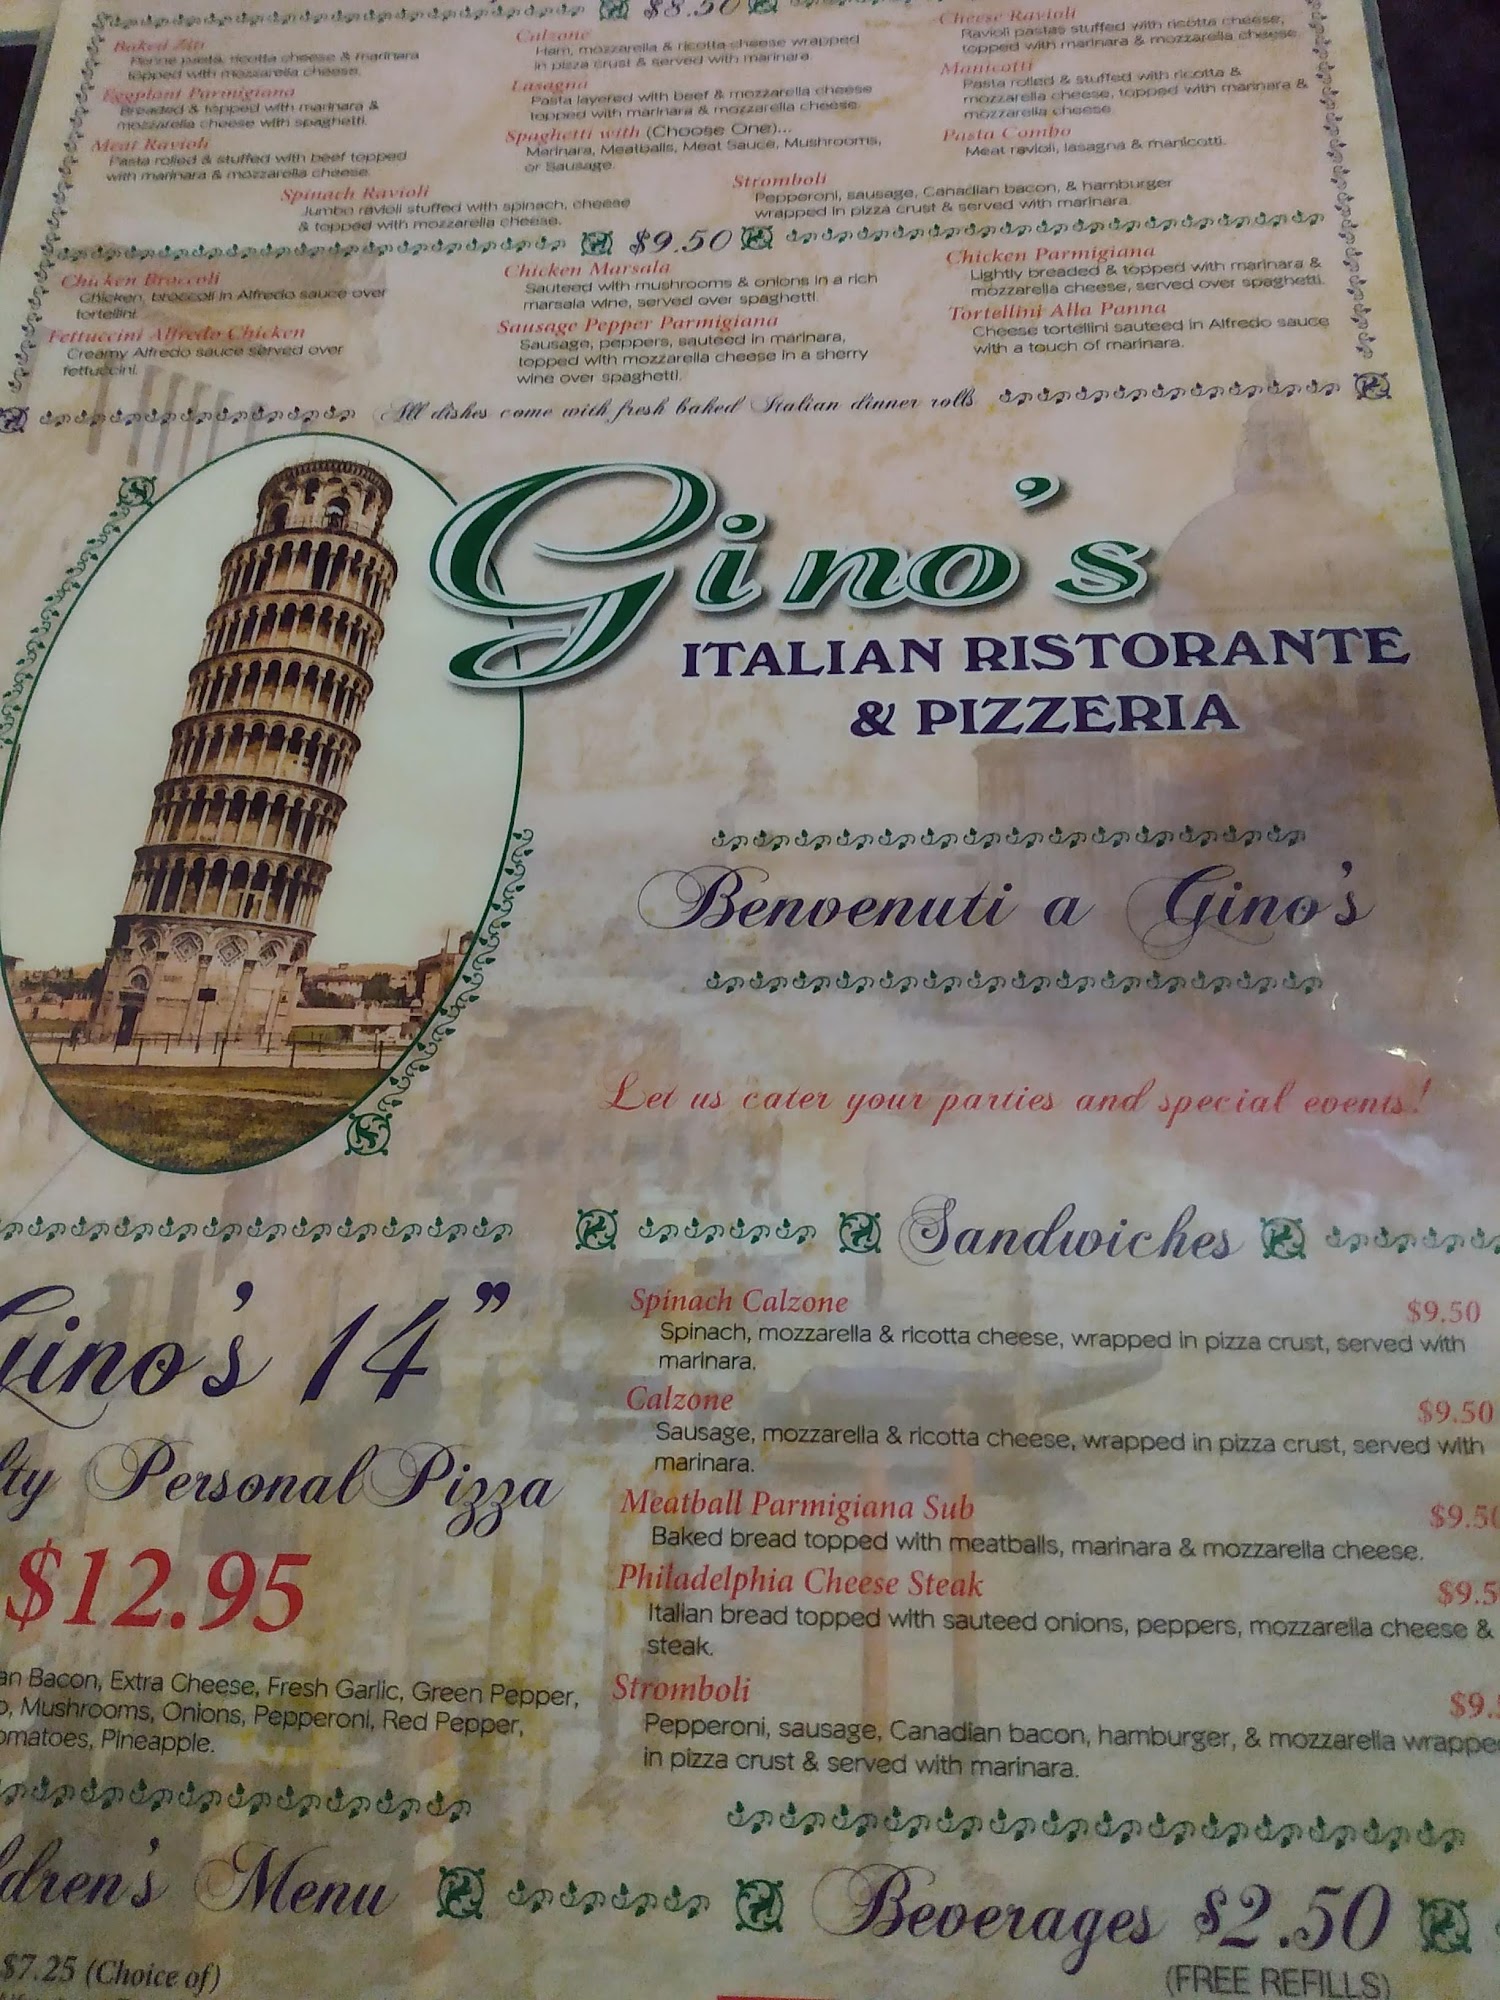 $8.50
Baked Ziti
Penne pasta, ricotta cheese & marinara
topped with mozzarella cheese.
Eggplant Parmigiana
Breaded & topped with marinara &
mozzarella cheese with spaghetti.
Meat Ravioli
Pasta rolled & stuffed with beef topped
with marinara & mozzarella cheese.
Calzone
Ham, mozzarella & ricotta cheese wrapped
in pizza crust & served with marinara.
Lasagna
Pasta layered with beef & mozzarella cheese
topped with marinara & mozzarella cheese.
Spaghetti with (Choose One)...
Marinara, Meatballs, Meat Sauce, Mushrooms,
or Sausage.
Cheese Ravioli
Ravioli pastas stuffed with ricotta cheese,
topped with marinara & mozzarella cheese.
Manicotti
Pasta rolled & stuffed with ricotta &
mozzarella cheese, topped with marinara &
mozzarella cheese.
Pasta Combo
Meat ravioli, lasagna & manicotti.
Spinach Ravioli
Jumbo ravioli stuffed with spinach, cheese
& topped with mozzarella cheese.
Stromboli
Pepperoni, sausage, Canadian bacon, & hamburger
wrapped in pizza crust & served with marinara.
$9.50
Chicken Broccoli
Chicken, broccoli in Alfredo sauce over
tortellini.
Fettuccini Alfredo Chicken
Creamy Alfredo sauce served over
fettuccini.
Chicken Marsala
Sauteed with mushrooms & onions in a rich
marsala wine, served over spaghetti.
Sausage Pepper Parmigiana
Sausage, peppers, sauteed in marinara,
topped with mozzarella cheese in a sherry
wine over spaghetti.
Chicken Parmigiana
Lightly breaded & topped with marinara &
mozzarella cheese, served over spaghetti.
Tortellini Alla Panna
Cheese tortellini sauteed in Alfredo sauce
with a touch of marinara.
All dishes come with fresh baked Italian dinner rolls
Gino's
ITALIAN RISTORANTE
& PIZZERIA
Benvenuti a Gino's
Let us cater your parties and special events!
Gino's 14"
lty Personal Pizza
$12.95
an Bacon, Extra Cheese, Fresh Garlic, Green Pepper,
o, Mushrooms, Onions, Pepperoni, Red Pepper,
omatoes, Pineapple.
Sandwiches
Spinach Calzone $9.50
Spinach, mozzarella & ricotta cheese, wrapped in pizza crust, served with
marinara.
Calzone $9.50
Sausage, mozzarella & ricotta cheese, wrapped in pizza crust, served with
marinara.
Meatball Parmigiana Sub $9.50
Baked bread topped with meatballs, marinara & mozzarella cheese.
Philadelphia Cheese Steak $9.5
Italian bread topped with sauteed onions, peppers, mozzarella cheese &
steak.
Stromboli $9.
Pepperoni, sausage, Canadian bacon, hamburger, & mozzarella wrappe
in pizza crust & served with marinara.
dren's Menu
$7.25 (Choice of)
Beverages $2.50
(FREE REFILLS)